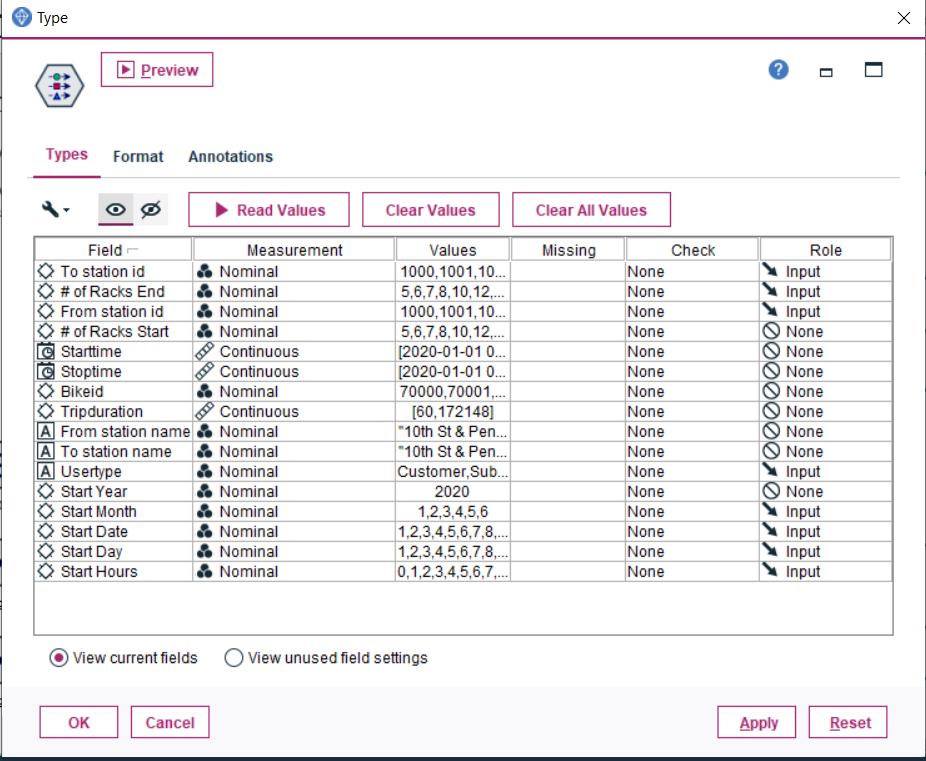 Type
Preview
Types Format Annotations
Read Values Clear Values Clear All Values
Field Measurement Values Missing Check Role
To station id Nominal 1000,1001,10... None Input
# of Racks End Nominal 5,6,7,8,10,12,... None Input
From station id Nominal 1000,1001,10... None Input
# of Racks Start Nominal 5,6,7,8,10,12,... None None
Starttime Continuous [2020-01-01 0... None None
Stoptime Continuous [2020-01-01 0... None None
Bikeid Nominal 70000,70001,... None None
Tripduration Continuous [60,172148] None None
A From station name Nominal "10th St & Pen... None None
A To station name Nominal "10th St & Pen... None None
A Usertype Nominal Customer,Sub... None Input
Start Year Nominal 2020 None None
Start Month Nominal 1,2,3,4,5,6 None Input
Start Date Nominal 1,2,3,4,5,6,7,8,... None Input
Start Day Nominal 1,2,3,4,5,6,7,8,... None Input
Start Hours Nominal 0,1,2,3,4,5,6,7,... None Input
View current fields View unused field settings
OK Cancel Apply Reset